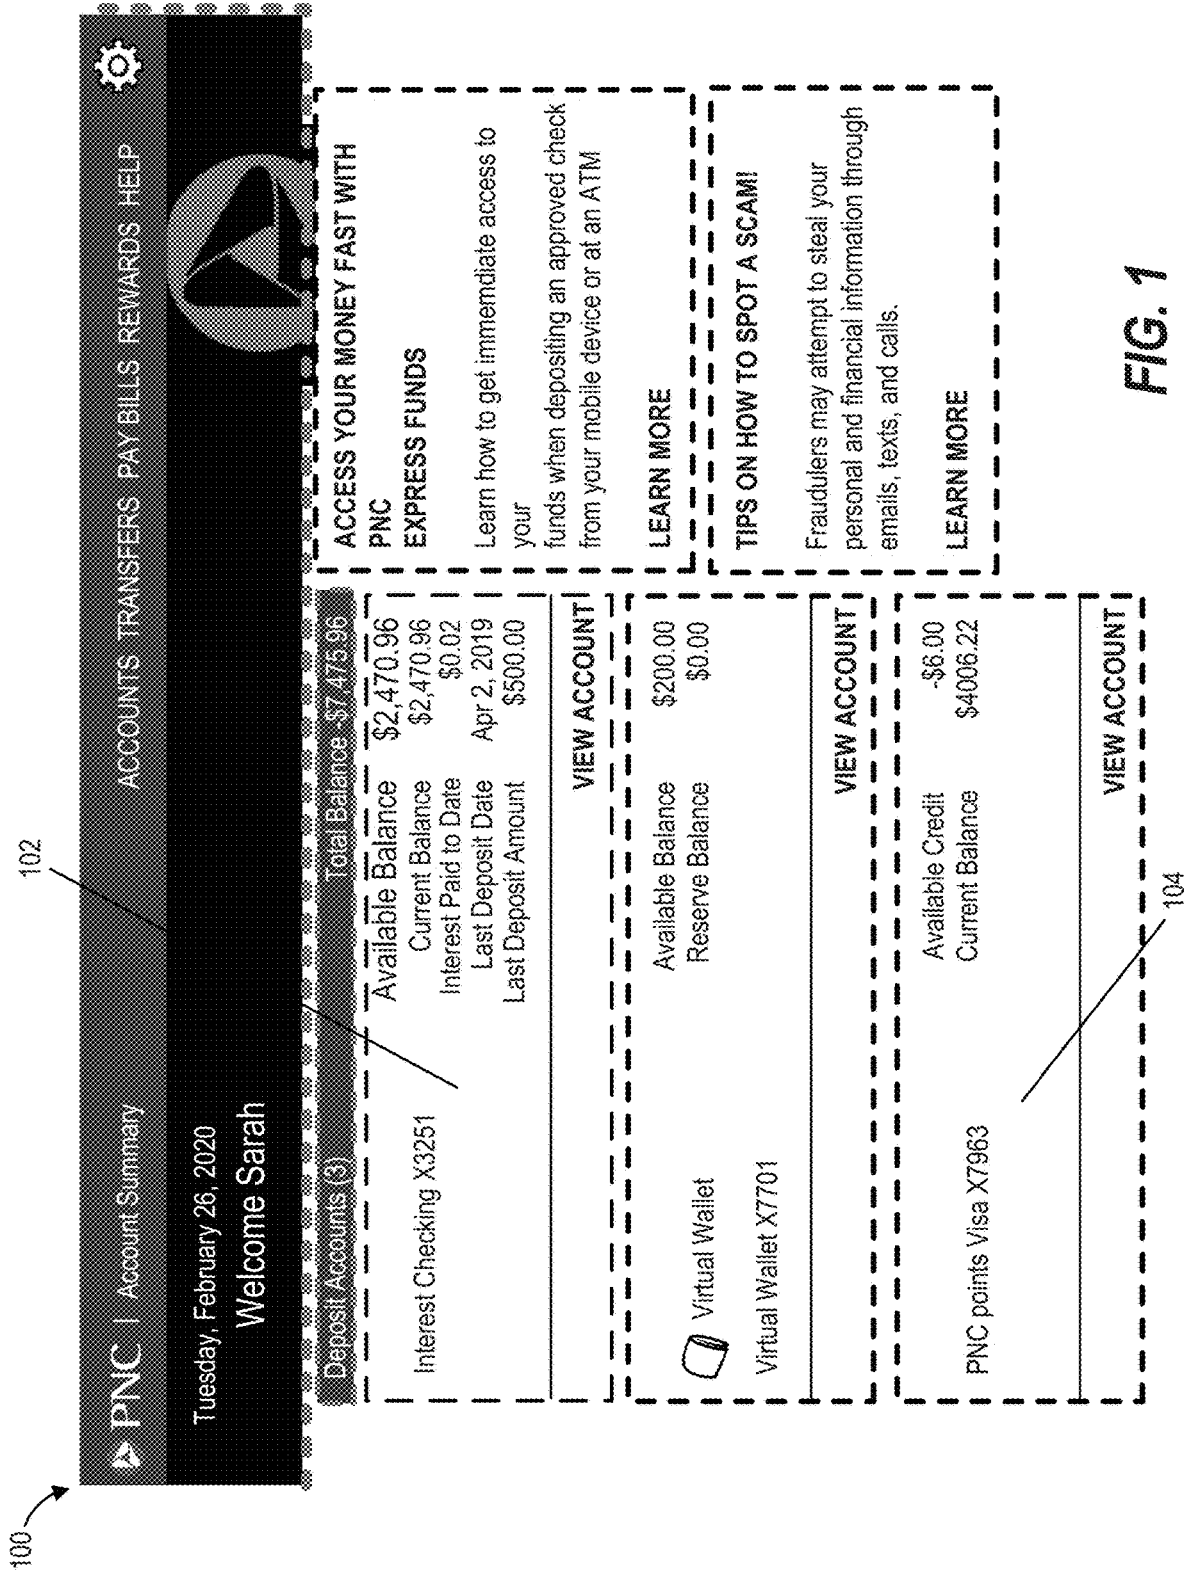 100
102
PNC | Account Summary ACCOUNTS TRANSFERS PAY BILLS REWARDS HELP
Tuesday, February 26, 2020
Welcome Sarah
Deposit Accounts (3) Total Balance -$7,475.96
Interest Checking X3251
Available Balance $2,470.96
Current Balance $2,470.96
Interest Paid to Date $0.02
Last Deposit Date Apr 2, 2019
Last Deposit Amount $500.00
VIEW ACCOUNT
Virtual Wallet
Virtual Wallet X7701
Available Balance $200.00
Reserve Balance $0.00
VIEW ACCOUNT
PNC points Visa X7963
Available Credit -$6.00
Current Balance $4006.22
VIEW ACCOUNT
104
ACCESS YOUR MONEY FAST WITH
PNC
EXPRESS FUNDS
Learn how to get immemdiate access to
your
funds when depositing an approved check
from your mobile device or at an ATM
LEARN MORE
TIPS ON HOW TO SPOT A SCAM!
Fraudulers may attempt to steal your
personal and financial information through
emails, texts, and calls.
LEARN MORE
FIG. 1